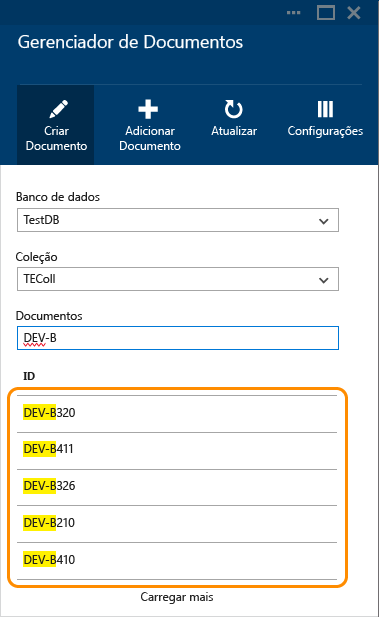 Gerenciador de Documentos
Criar
Documento
Adicionar
Documento
Atualizar
Configurações
Banco de dados
TestDB
Coleção
TEColl
Documentos
DEV-B
ID
DEV-B320
DEV-B411
DEV-B326
DEV-B210
DEV-B410
Carregar mais